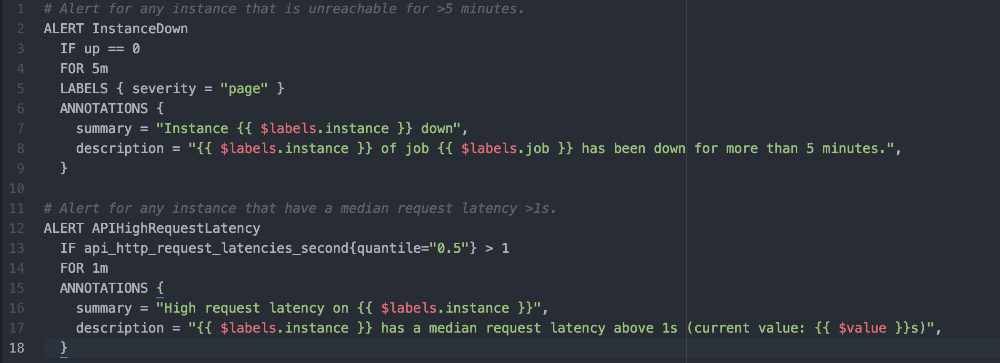 1 # Alert for any instance that is unreachable for >5 minutes.
2 ALERT InstanceDown
3   IF up == 0
4   FOR 5m
5   LABELS { severity = "page" }
6   ANNOTATIONS {
7     summary = "Instance {{ $labels.instance }} down",
8     description = "{{ $labels.instance }} of job {{ $labels.job }} has been down for more than 5 minutes.",
9   }
10
11 # Alert for any instance that have a median request latency >1s.
12 ALERT APIHighRequestLatency
13   IF api_http_request_latencies_second{quantile="0.5"} > 1
14   FOR 1m
15   ANNOTATIONS {
16     summary = "High request latency on {{ $labels.instance }}",
17     description = "{{ $labels.instance }} has a median request latency above 1s (current value: {{ $value }}s)",
18   }